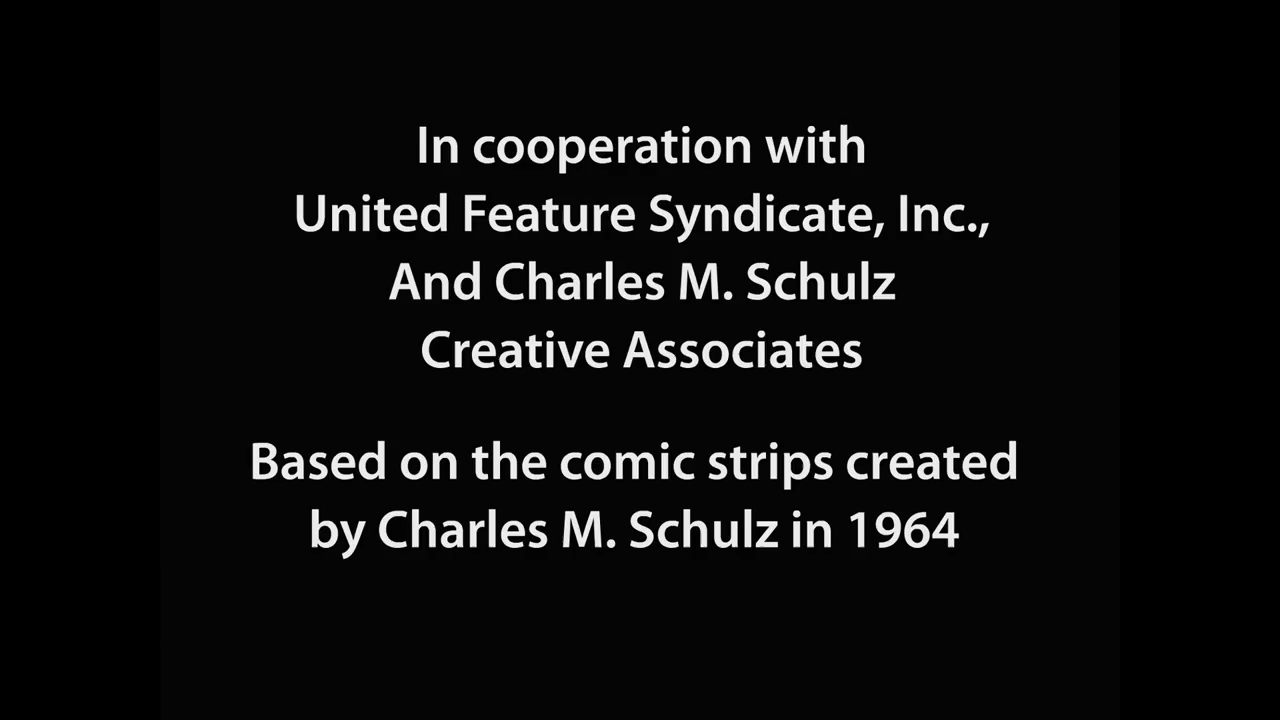 In cooperation with
United Feature Syndicate, Inc.,
And Charles M. Schulz
Creative Associates
Based on the comic strips created
by Charles M. Schulz in 1964